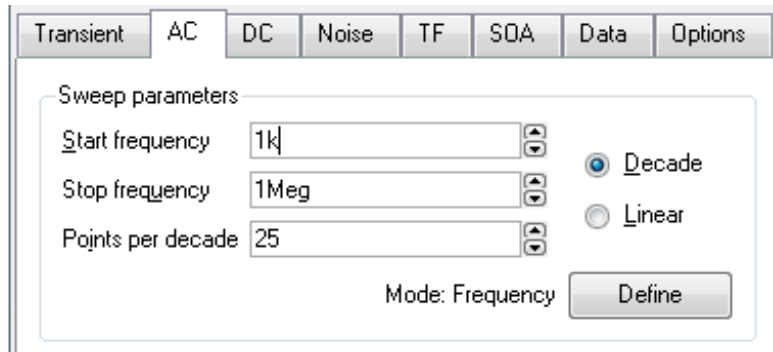 Transient AC DC Noise TF SOA Data Options
Sweep parameters
Start frequency 1k
Decade
Stop frequency 1Meg
Linear
Points per decade 25
Mode: Frequency Define